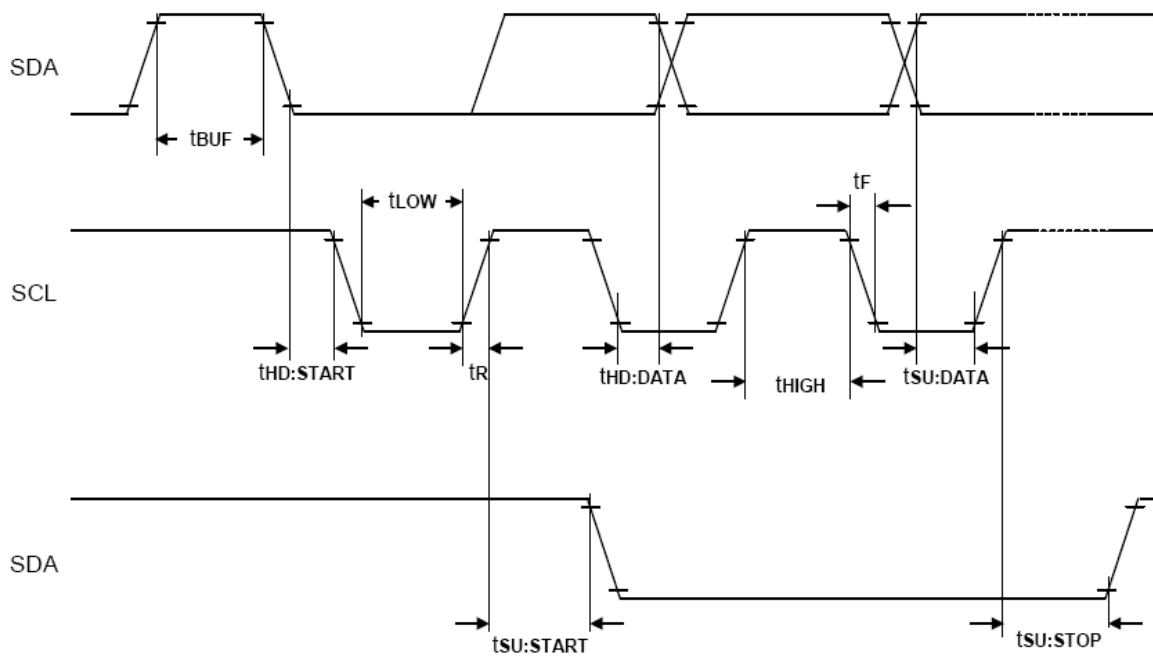 SDA
tBUF
tLOW
tF
SCL
tHD:START
tR
tHD:DATA
tHIGH
tSU:DATA
SDA
tSU:START
tSU:STOP